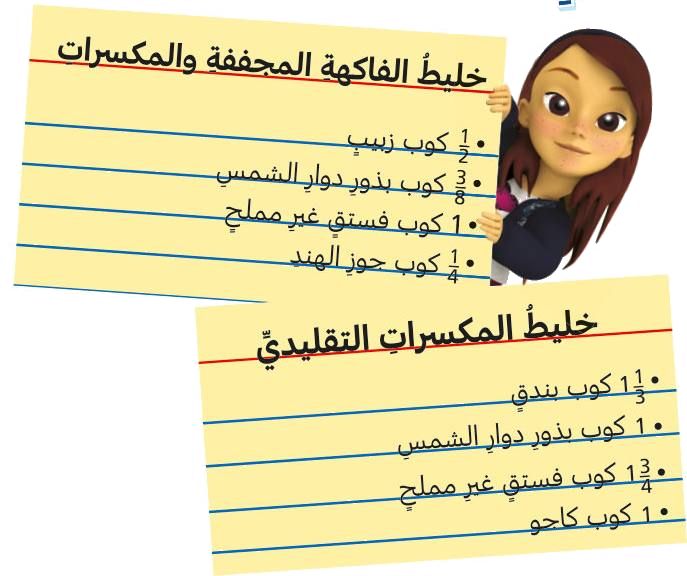 خليطُ الفاكهةِ المجففةِ والمكسراتِ
• 1/2 كوب زبيبٍ
• 3/8 كوب بذورِ دوارِ الشمسِ
• 1 كوب فستقٍ غيرِ مملحٍ
• 1/4 كوب جوزِ الهندِ
خليطُ المكسراتِ التقليديِّ
• 1 1/3 كوب بندقٍ
• 1 كوب بذورِ دوارِ الشمسِ
• 1 3/4 كوب فستقٍ غيرِ مملحٍ
• 1 كوب كاجو